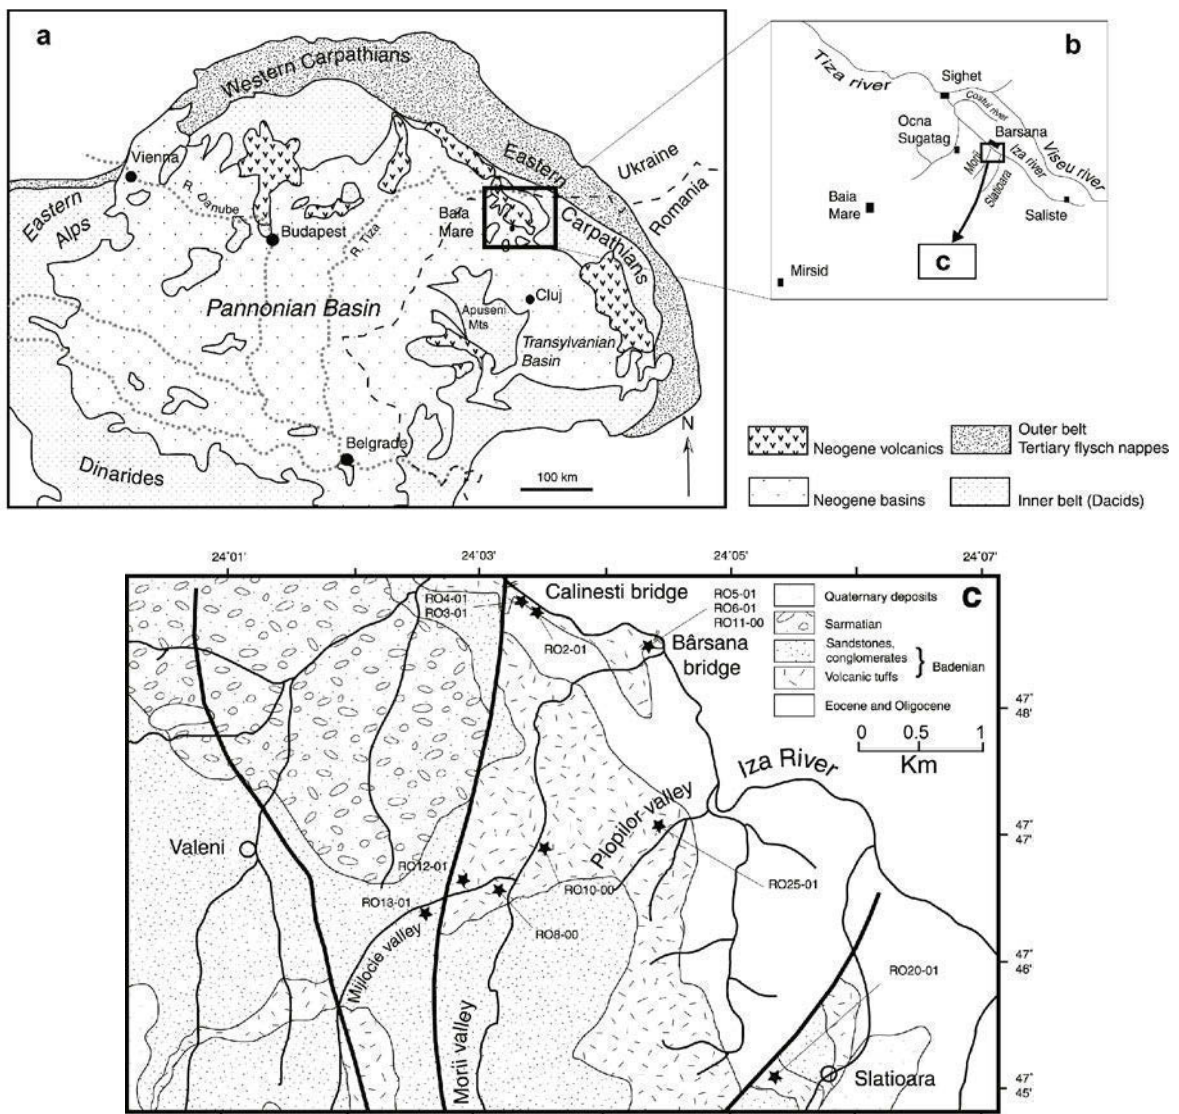 a
Western Carpathians
Vienna
R. Danube
Eastern
Alps
Budapest
R. Tiza
Eastern
Carpathians
Ukraine
Romania
Baia
Mare
Pannonian Basin
Cluj
Apuseni
Mts
Transylvanian
Basin
Belgrade
Dinarides
100 km
N
b
Tiza river
Sighet
Costui river
Ocna
Sugatag
Barsana
Morii
Iza river
Viseu river
Slatioara
Baia
Mare
Saliste
c
Mirsid
Neogene volcanics
Outer belt
Tertiary flysch nappes
Neogene basins
Inner belt (Dacids)
24°01'
24°03'
24°05'
24°07'
c
RO4-01
RO3-01
Calinesti bridge
RO5-01
RO6-01
RO11-00
RO2-01
Bârsana
bridge
Quaternary deposits
Sarmatian
Sandstones,
conglomerates
Badenian
Volcanic tuffs
Eocene and Oligocene
0 0.5 1
Km
47°
48'
Iza River
Plopilor valley
47°
47'
Valeni
RO12-01
RO10-00
RO25-01
RO13-01
RO8-00
Mijlocie valley
47°
46'
RO20-01
Morii valley
Slatioara
47°
45'